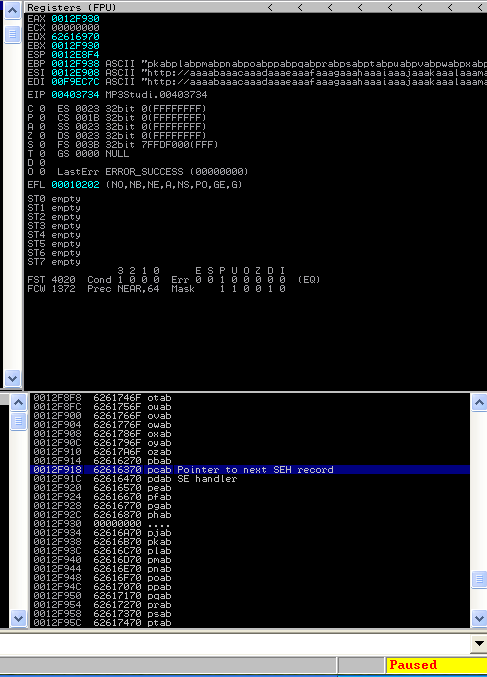 Registers (FPU) < < < < < < <
EAX 0012F930
ECX 00000000
EDX 62616970
EBX 0012F930
ESP 0012E8F4
EBP 0012F938 ASCII "pkabplabpmabpnabpoabppabpqabprabpsabptabpuabpvabpwabpxab
ESI 0012E908 ASCII "http://aaaabaaacaaadaaaeaaafaaagaaahaaaiaaajaaakaaalaaama
EDI 00F9EC7C ASCII "http://aaaabaaacaaadaaaeaaafaaagaaahaaaiaaajaaakaaalaaama
EIP 00403734 MP3Studi.00403734
C 0 ES 0023 32bit 0(FFFFFFFF)
P 0 CS 001B 32bit 0(FFFFFFFF)
A 0 SS 0023 32bit 0(FFFFFFFF)
Z 0 DS 0023 32bit 0(FFFFFFFF)
S 0 FS 003B 32bit 7FFDF000(FFF)
T 0 GS 0000 NULL
D 0
O 0 LastErr ERROR_SUCCESS (00000000)
EFL 00010202 (NO,NB,NE,A,NS,PO,GE,G)
ST0 empty
ST1 empty
ST2 empty
ST3 empty
ST4 empty
ST5 empty
ST6 empty
ST7 empty
3 2 1 0 E S P U O Z D I
FST 4020 Cond 1 0 0 0 Err 0 0 1 0 0 0 0 0 (EQ)
FCW 1372 Prec NEAR,64 Mask 1 1 0 0 1 0
0012F8F8 6261746F otab
0012F8FC 6261756F ouab
0012F900 6261766F ovab
0012F904 6261776F owab
0012F908 6261786F oxab
0012F90C 6261796F oyab
0012F910 62617A6F ozab
0012F914 62616270 pbab
0012F918 62616370 pcab Pointer to next SEH record
0012F91C 62616470 pdab SE handler
0012F920 62616570 peab
0012F924 62616670 pfab
0012F928 62616770 pgab
0012F92C 62616870 phab
0012F930 00000000 ....
0012F934 62616A70 pjab
0012F938 62616B70 pkab
0012F93C 62616C70 plab
0012F940 62616D70 pmab
0012F944 62616E70 pnab
0012F948 62616F70 poab
0012F94C 62617070 ppab
0012F950 62617170 pqab
0012F954 62617270 prab
0012F958 62617370 psab
0012F95C 62617470 ptab
Paused